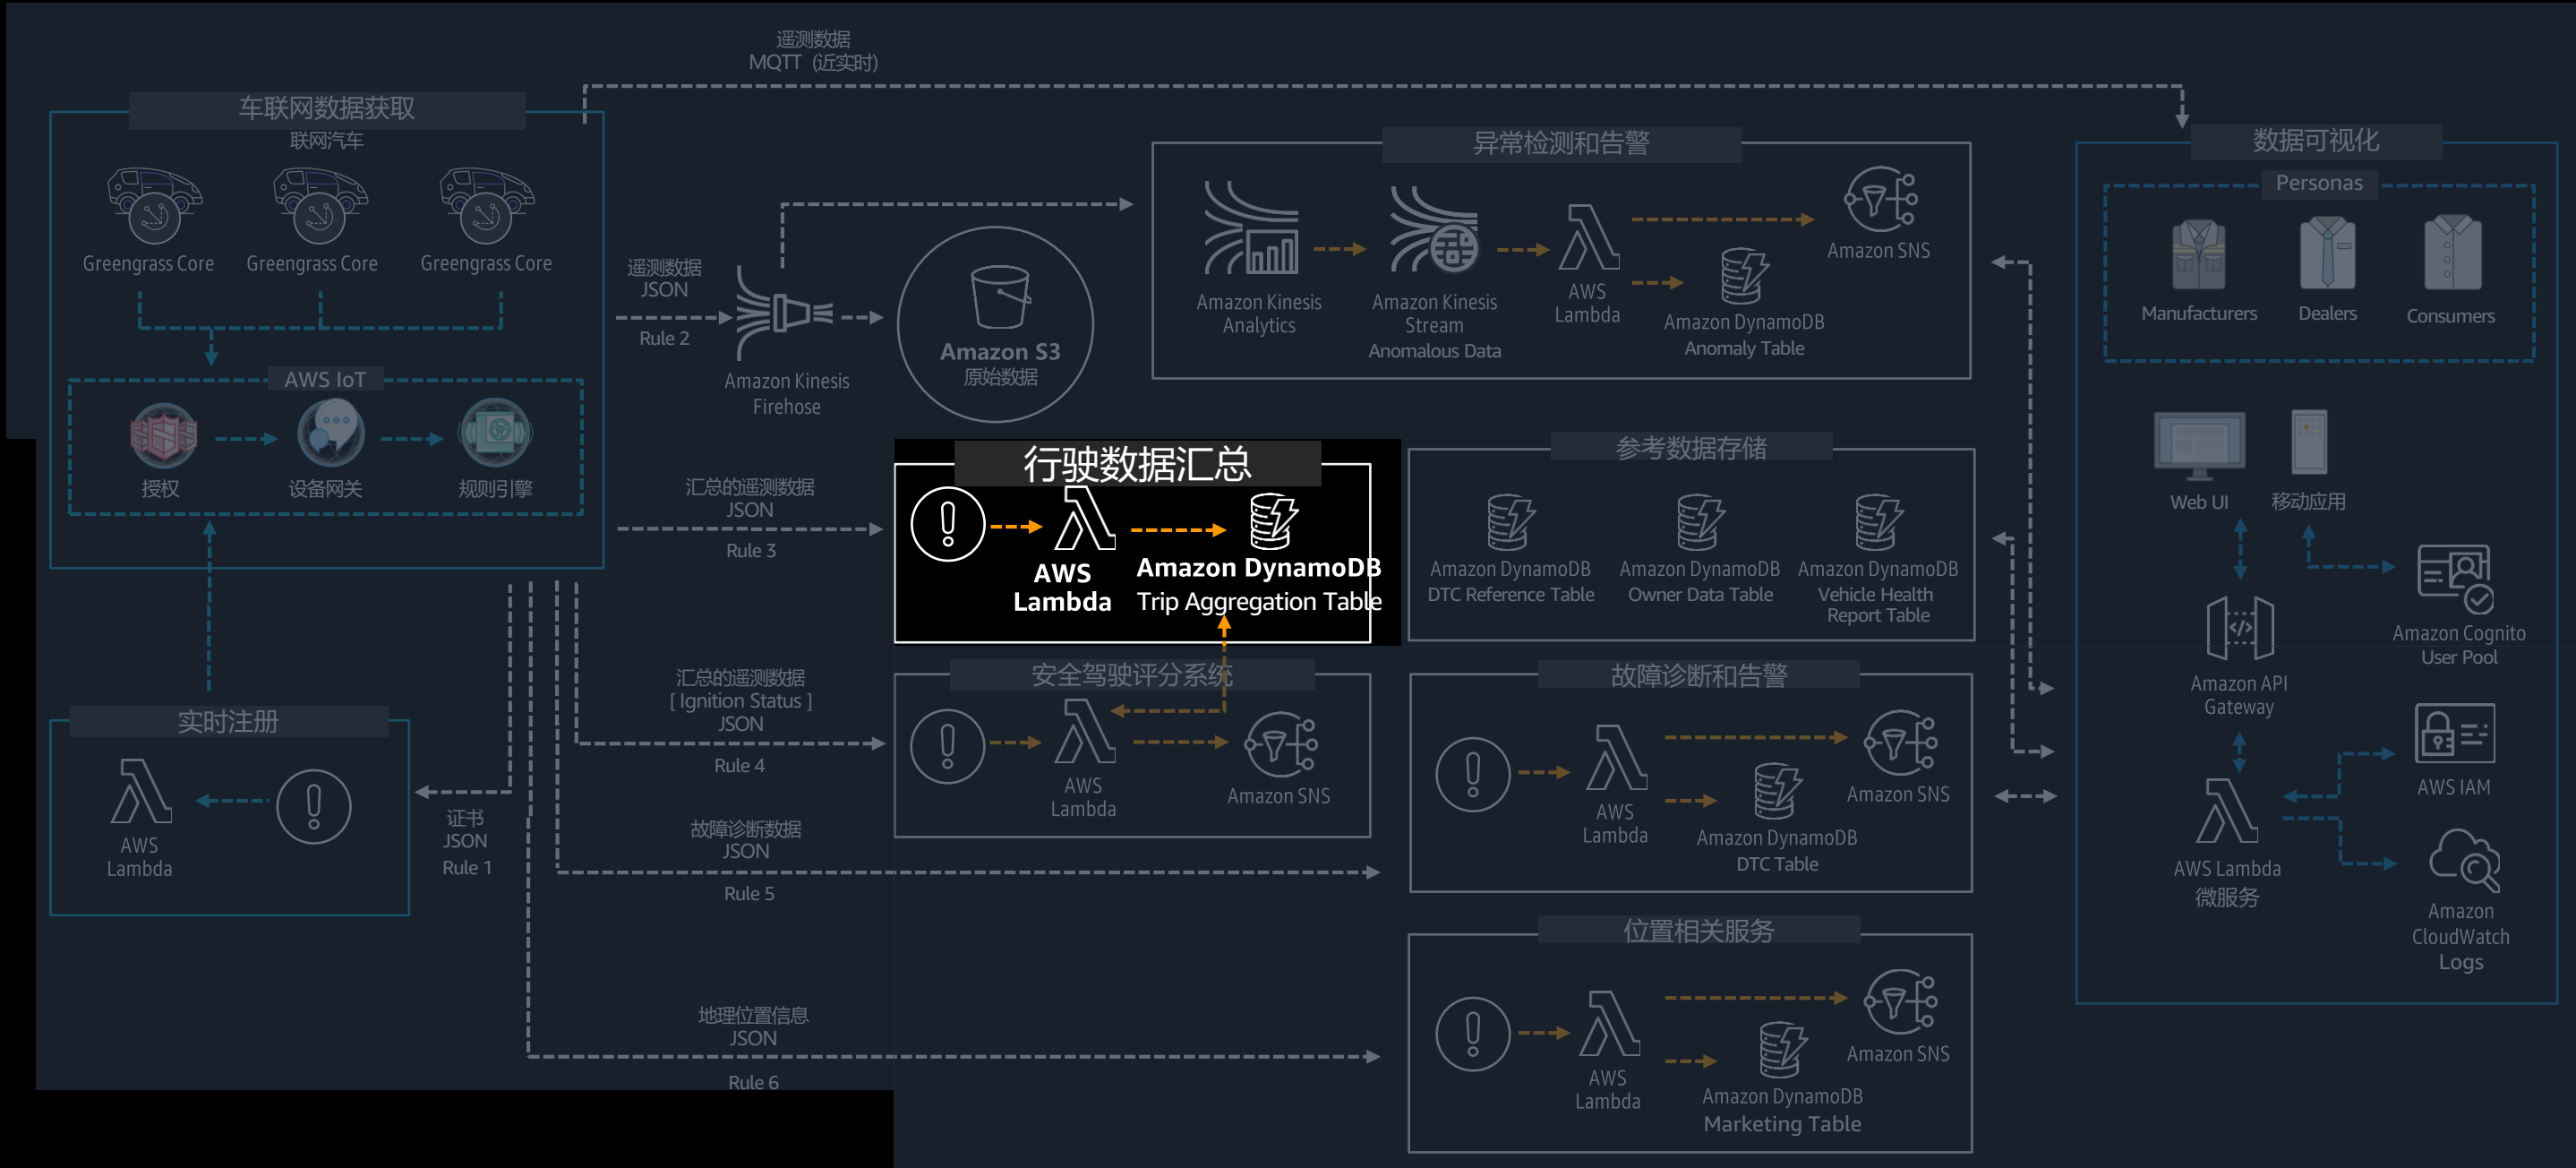 遥测数据
MQTT（近实时)
车联网数据获取
联网汽车
Greengrass Core
Greengrass Core
Greengrass Core
AWS IoT
授权
设备网关
规则引擎
实时注册
AWS
Lambda
证书
JSON
Rule 1
遥测数据
JSON
Rule 2
Amazon Kinesis
Firehose
Amazon S3
原始数据
汇总的遥测数据
JSON
Rule 3
汇总的遥测数据
[ Ignition Status ]
JSON
Rule 4
故障诊断数据
JSON
Rule 5
地理位置信息
JSON
Rule 6
异常检测和告警
Amazon Kinesis
Analytics
Amazon Kinesis
Stream
Anomalous Data
AWS
Lambda
Amazon DynamoDB
Anomaly Table
Amazon SNS
行驶数据汇总
AWS
Lambda
Amazon DynamoDB
Trip Aggregation Table
参考数据存储
Amazon DynamoDB
DTC Reference Table
Amazon DynamoDB
Owner Data Table
Amazon DynamoDB
Vehicle Health
Report Table
安全驾驶评分系统
AWS
Lambda
Amazon SNS
故障诊断和告警
AWS
Lambda
Amazon DynamoDB
DTC Table
Amazon SNS
位置相关服务
AWS
Lambda
Amazon DynamoDB
Marketing Table
Amazon SNS
数据可视化
Personas
Manufacturers
Dealers
Consumers
Web UI
移动应用
Amazon Cognito
User Pool
Amazon API
Gateway
AWS IAM
AWS Lambda
微服务
Amazon
CloudWatch
Logs